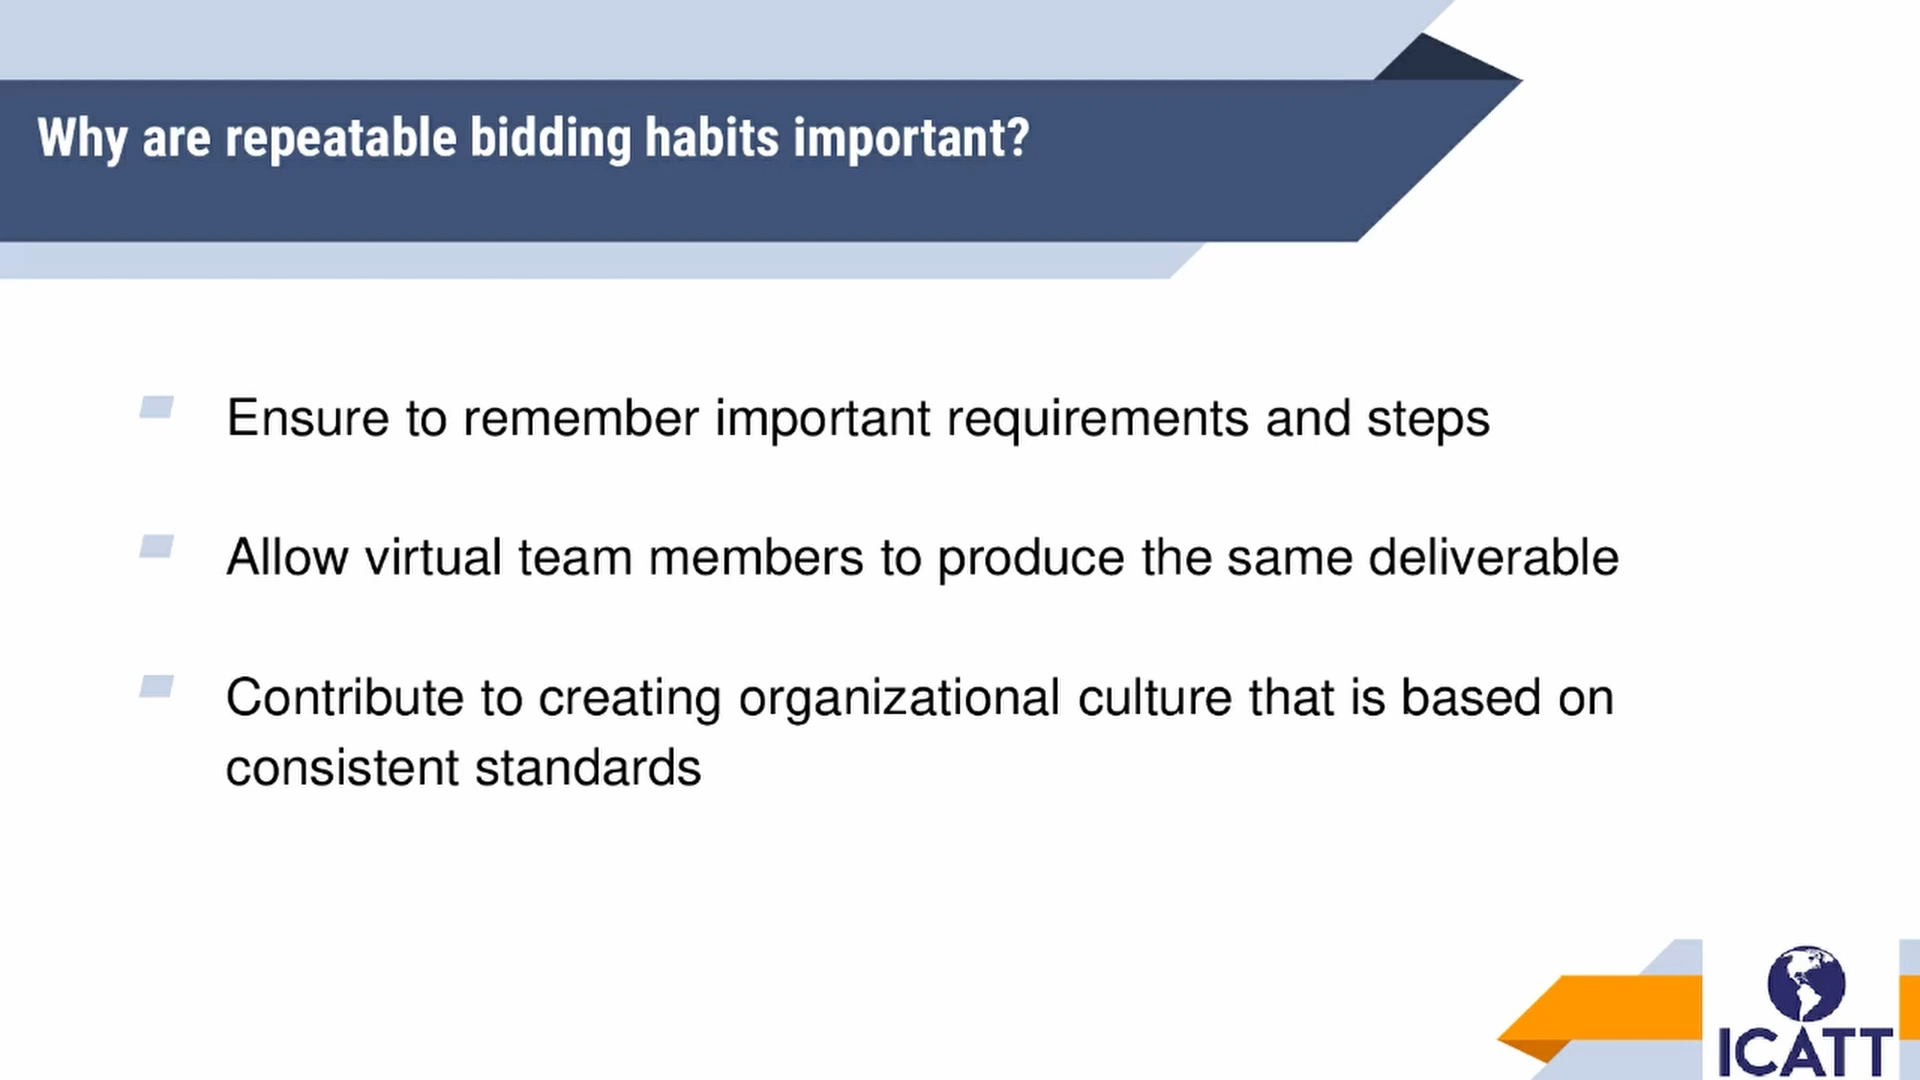 Why are repeatable bidding habits important?
Ensure to remember important requirements and steps
Allow virtual team members to produce the same deliverable
Contribute to creating organizational culture that is based on
consistent standards
ICATT